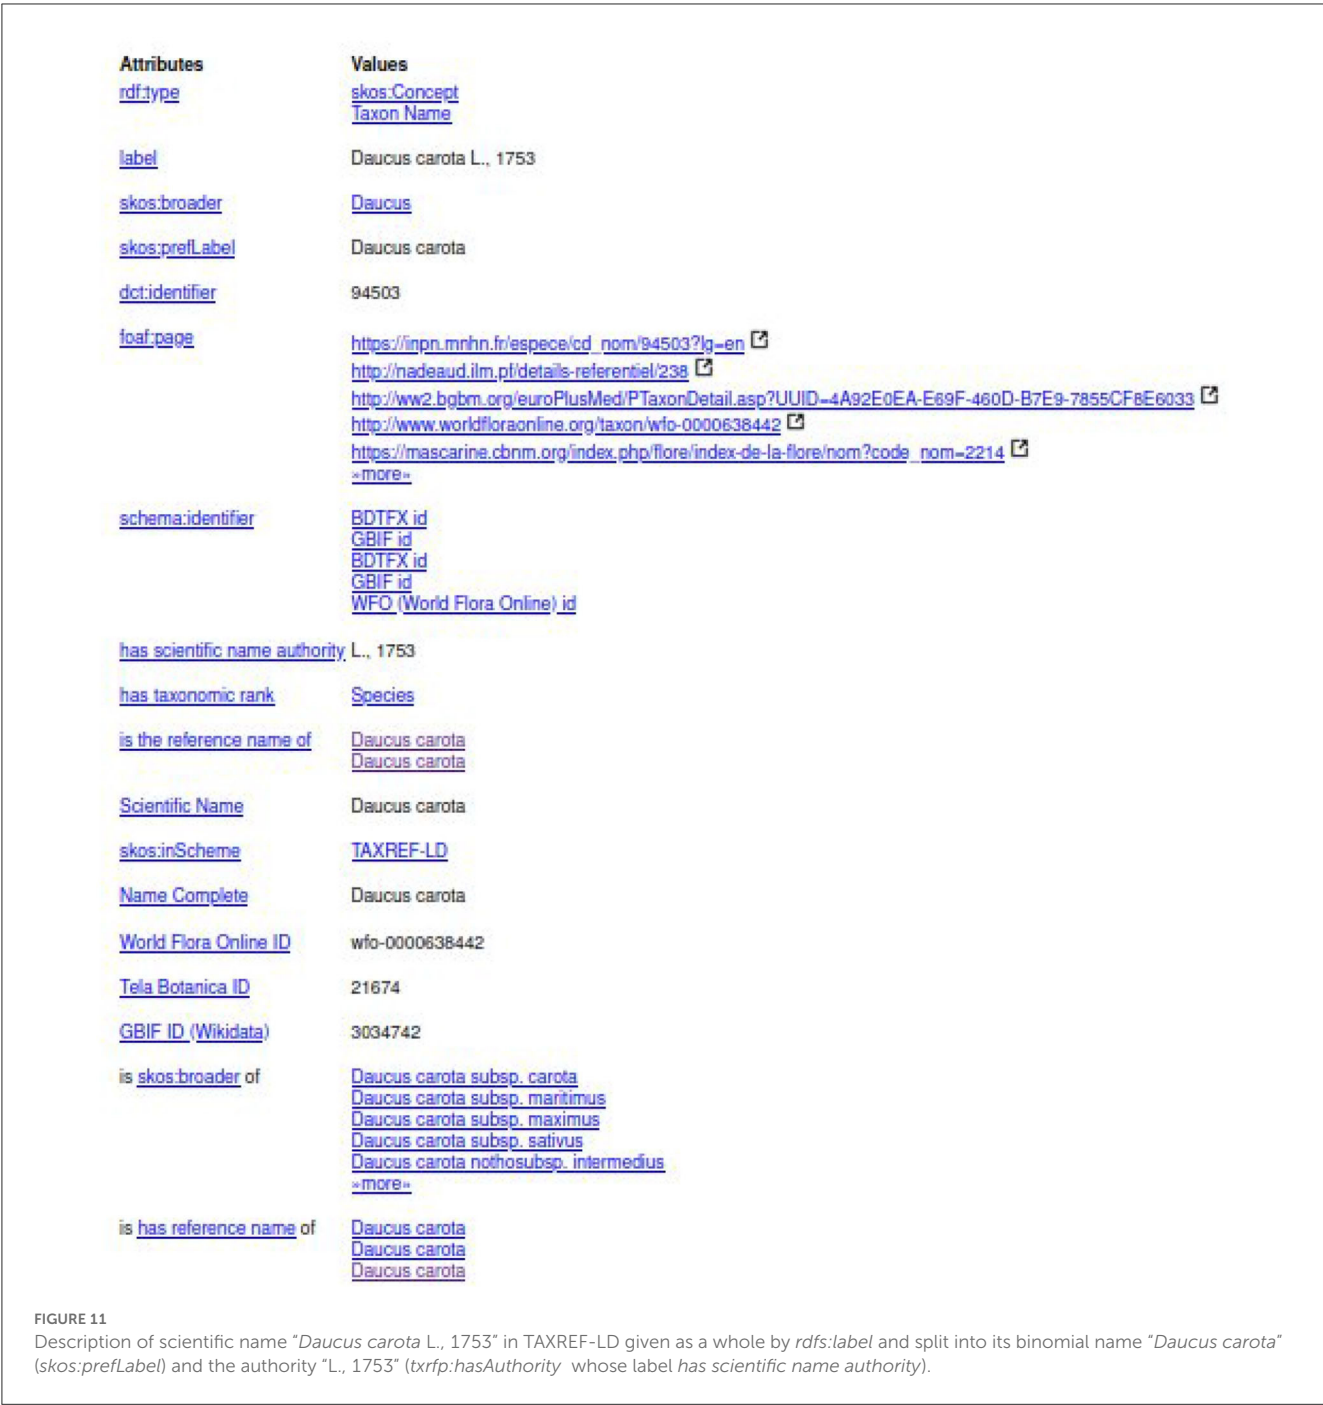 Attributes Values
rdf:type skos:Concept
Taxon Name
label Daucus carota L., 1753
skos:broader Daucus
skos:prefLabel Daucus carota
dct:identifier 94503
foaf:page https://inpn.mnhn.fr/espece/cd_nom/94503?lg=en
http://nadeaud.ilm.pf/details-referentiel/238
http://ww2.bgbm.org/euroPlusMed/PTaxonDetail.asp?UUID=4A92E0EA-E69F-460D-B7E9-7855CF8E6033
http://www.worldfloraonline.org/taxon/wfo-0000638442
https://mascarine.cbnm.org/index.php/flore/index-de-la-flore/nom?code_nom=2214
»more»
schema:identifier BDTFX id
GBIF id
BDTFX id
GBIF id
WFO (World Flora Online) id
has scientific name authority L., 1753
has taxonomic rank Species
is the reference name of Daucus carota
Daucus carota
Scientific Name Daucus carota
skos:inScheme TAXREF-LD
Name Complete Daucus carota
World Flora Online ID wfo-0000638442
Tela Botanica ID 21674
GBIF ID (Wikidata) 3034742
is skos:broader of Daucus carota subsp. carota
Daucus carota subsp. maritimus
Daucus carota subsp. maximus
Daucus carota subsp. sativus
Daucus carota nothosubsp. intermedius
»more»
is has reference name of Daucus carota
Daucus carota
Daucus carota
FIGURE 11
Description of scientific name “Daucus carota L., 1753” in TAXREF-LD given as a whole by rdfs:label and split into its binomial name “Daucus carota”
(skos:prefLabel) and the authority “L., 1753” (txrfp:hasAuthority whose label has scientific name authority).